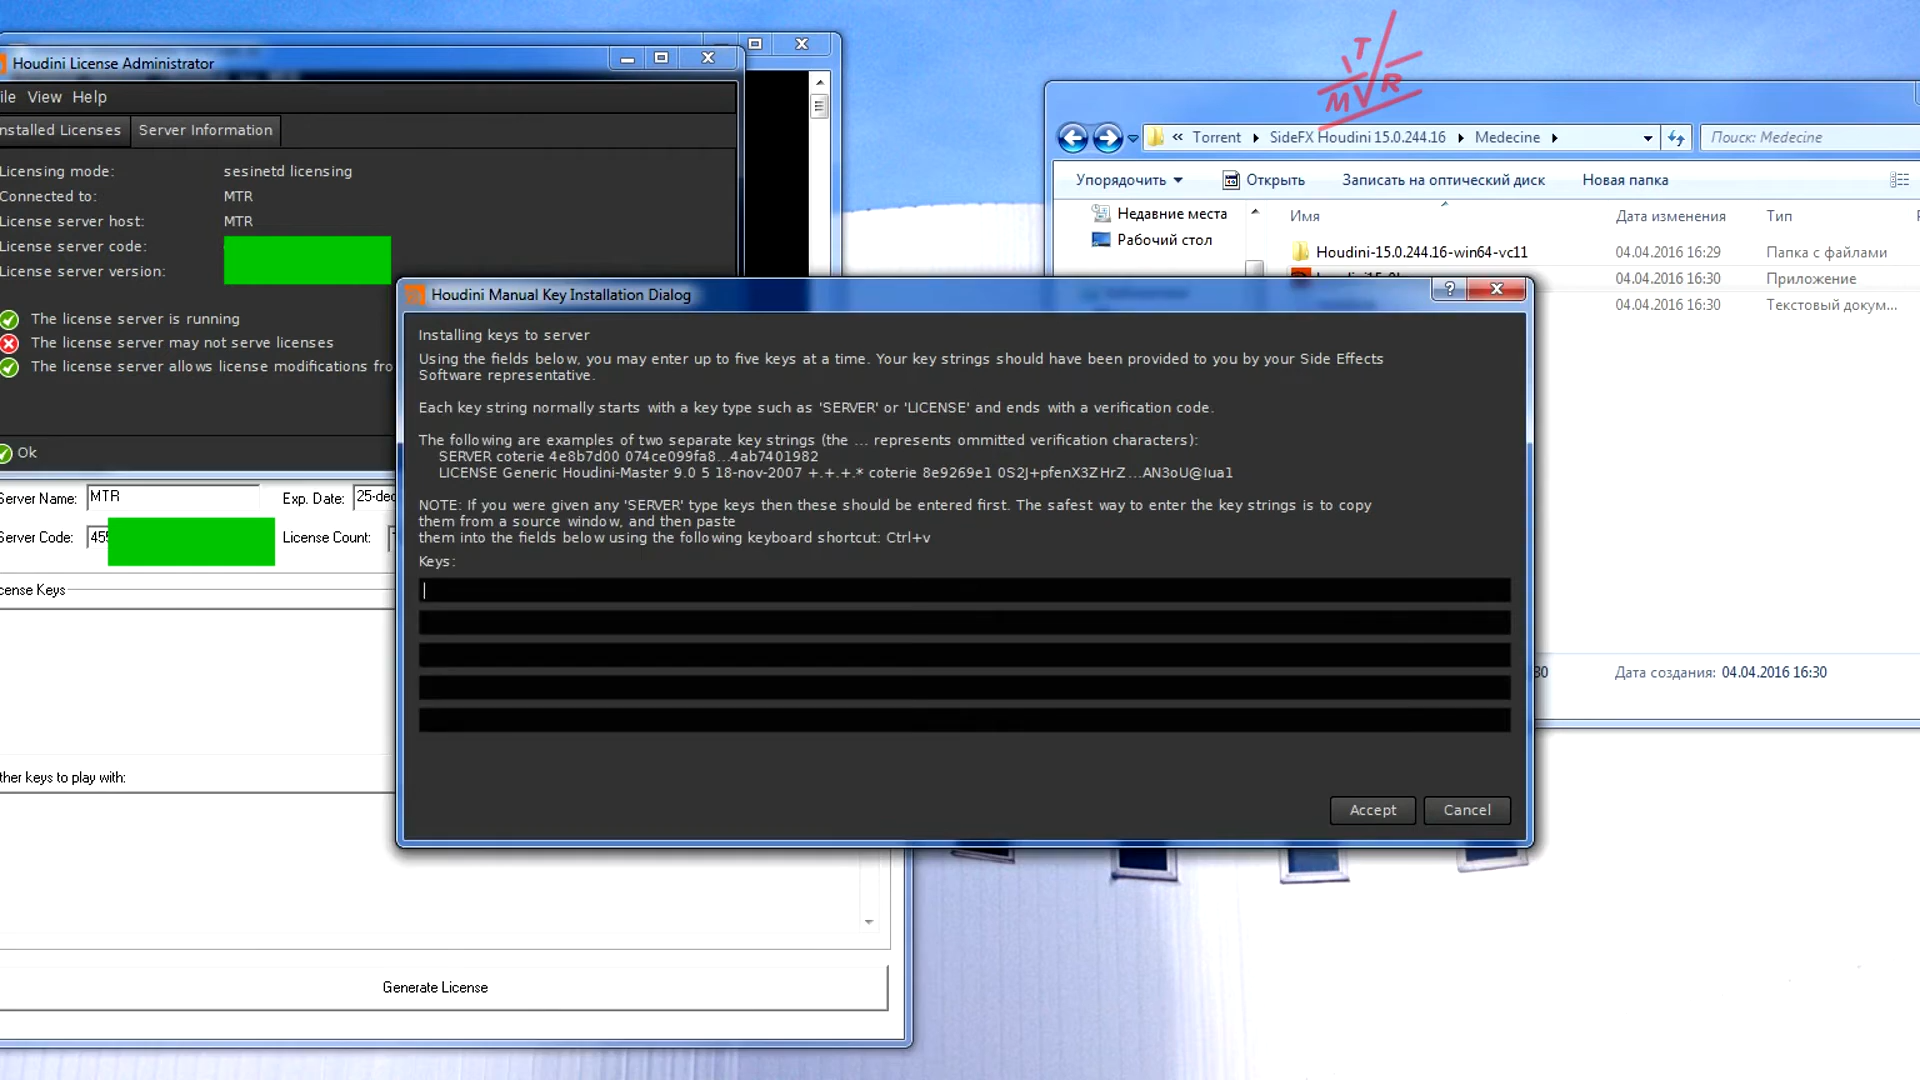 Houdini License Administrator
ile View Help
nstalled Licenses Server Information
Licensing mode: sesinetd licensing
Connected to: MTR
License server host: MTR
License server code:
License server version:
The license server is running
The license server may not serve licenses
The license server allows license modifications fro
Ok
Server Name: MTR Exp. Date: 25-dec
Server Code: 455 License Count:
cense Keys
ther keys to play with:
Generate License
T
MVR
« Torrent SideFX Houdini 15.0.244.16 Medecine Поиск: Medecine
Упорядочить Открыть Записать на оптический диск Новая папка
Недавние места
Рабочий стол
Имя Дата изменения Тип
Houdini-15.0.244.16-win64-vc11 04.04.2016 16:29 Папка с файлами
04.04.2016 16:30 Приложение
04.04.2016 16:30 Текстовый докум...
30 Дата создания: 04.04.2016 16:30
Houdini Manual Key Installation Dialog
Installing keys to server
Using the fields below, you may enter up to five keys at a time. Your key strings should have been provided to you by your Side Effects
Software representative.
Each key string normally starts with a key type such as 'SERVER' or 'LICENSE' and ends with a verification code.
The following are examples of two separate key strings (the ... represents ommitted verification characters):
SERVER coterie 4e8b7d00 074ce099fa8...4ab7401982
LICENSE Generic Houdini-Master 9.0 5 18-nov-2007 +.+.+.* coterie 8e9269e1 0S2J+pfenX3ZHrZ...AN3oU@Iua1
NOTE: If you were given any 'SERVER' type keys then these should be entered first. The safest way to enter the key strings is to copy
them from a source window, and then paste
them into the fields below using the following keyboard shortcut: Ctrl+v
Keys:
Accept Cancel